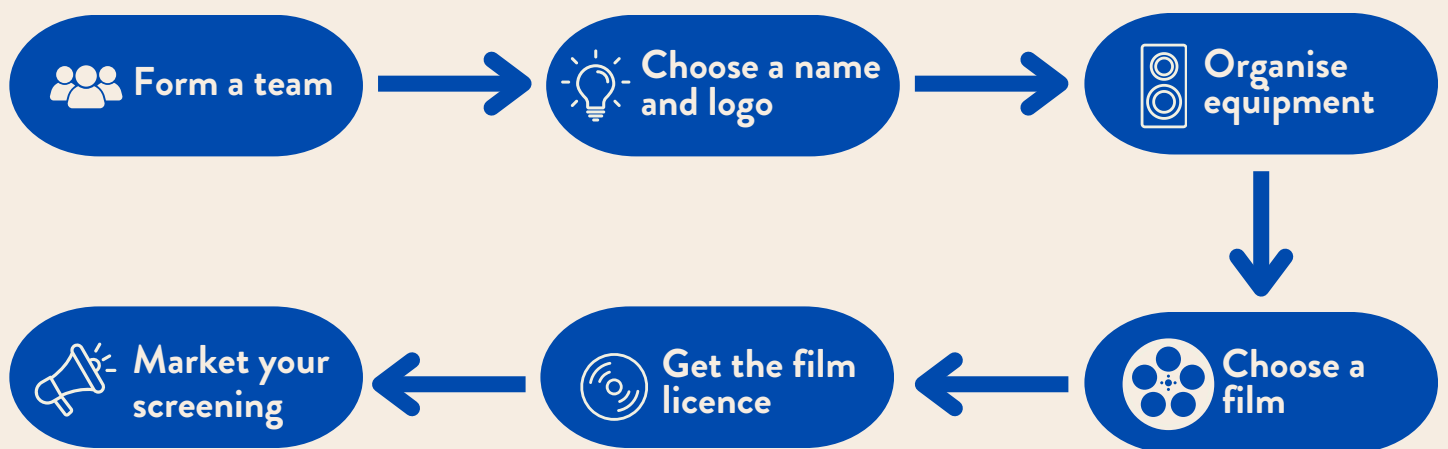 Form a team
Choose a name
and logo
Organise
equipment
Choose a
film
Get the film
licence
Market your
screening